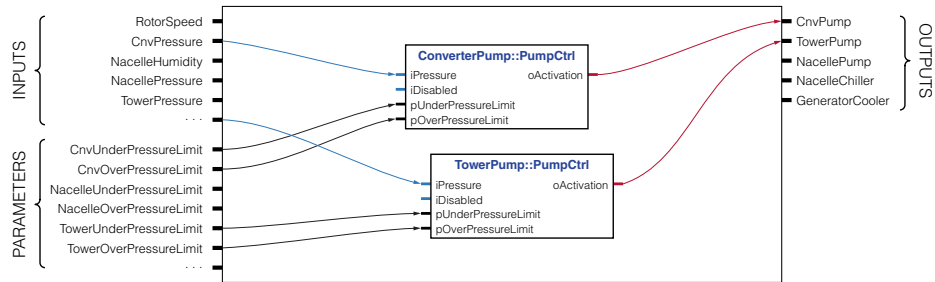 INPUTS
RotorSpeed
CnvPressure
NacelleHumidity
NacellePressure
TowerPressure
. . .
PARAMETERS
CnvUnderPressureLimit
CnvOverPressureLimit
NacelleUnderPressureLimit
NacelleOverPressureLimit
TowerUnderPressureLimit
TowerOverPressureLimit
. . .
ConverterPump::PumpCtrl
iPressure oActivation
iDisabled
pUnderPressureLimit
pOverPressureLimit
TowerPump::PumpCtrl
iPressure oActivation
iDisabled
pUnderPressureLimit
pOverPressureLimit
CnvPump
TowerPump
NacellePump
NacelleChiller
GeneratorCooler
OUTPUTS